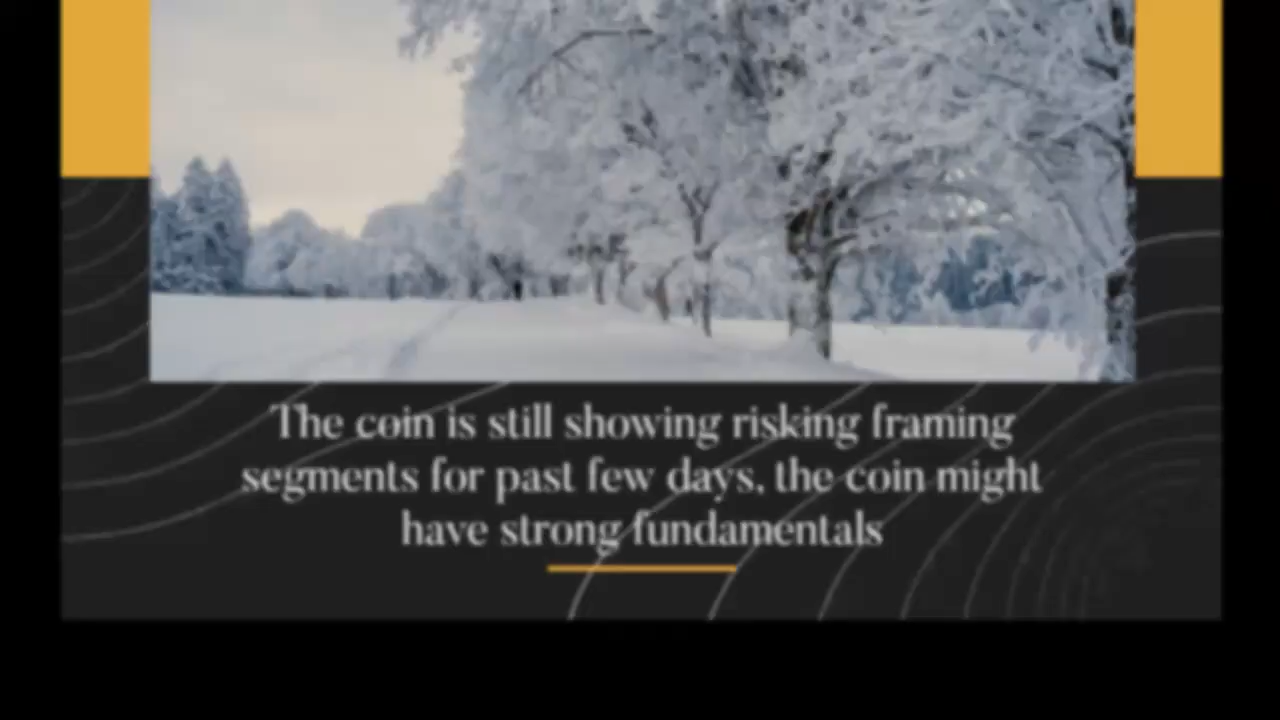 The coin is still showing risking framing
segments for past few days, the coin might
have strong fundamentals